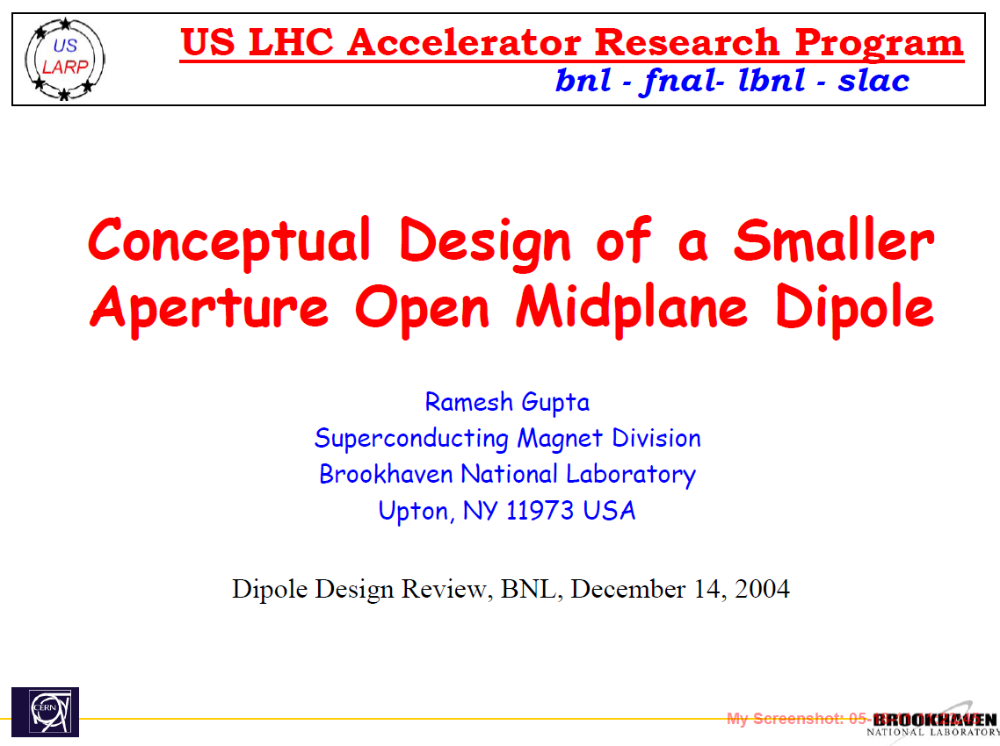 US
LARP
US LHC Accelerator Research Program
bnl - fnal- lbnl - slac
Conceptual Design of a Smaller
Aperture Open Midplane Dipole
Ramesh Gupta
Superconducting Magnet Division
Brookhaven National Laboratory
Upton, NY 11973 USA
Dipole Design Review, BNL, December 14, 2004
CERN
My Screenshot: 05-
BROOKHAVEN
NATIONAL LABORATORY